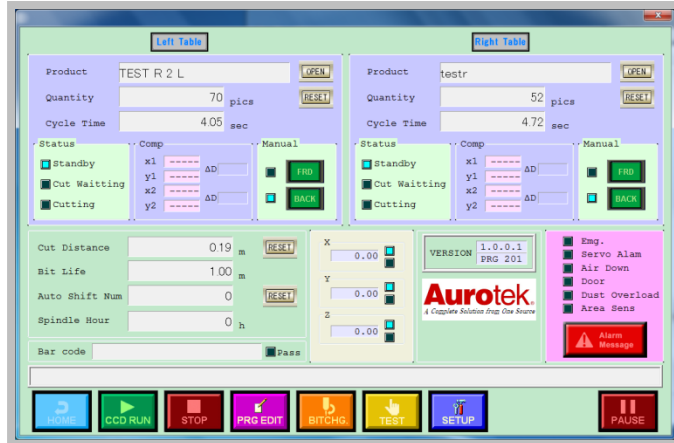 Left Table
Right Table
Product TEST R 2 L OPEN
Quantity 70 pics RESET
Cycle Time 4.05 sec
Status Comp Manual
Standby x1 ----- ΔD FRD
Cut Waitting y1 -----
x2 ----- ΔD BACK
Cutting y2 -----
Product testr OPEN
Quantity 52 pics RESET
Cycle Time 4.72 sec
Status Comp Manual
Standby x1 ----- ΔD FRD
Cut Waitting y1 -----
x2 ----- ΔD BACK
Cutting y2 -----
Cut Distance 0.19 m RESET
Bit Life 1.00 m
Auto Shift Num 0 RESET
Spindle Hour 0 h
Bar code Pass
X
0.00
Y
0.00
Z
0.00
VERSION 1.0.0.1
PRG 201
Aurotek.
A Complete Solution from One Source
Emg.
Servo Alam
Air Down
Door
Dust Overload
Area Sens
Alarm
Message
HOME CCD RUN STOP PRG EDIT BITCHG. TEST SETUP PAUSE